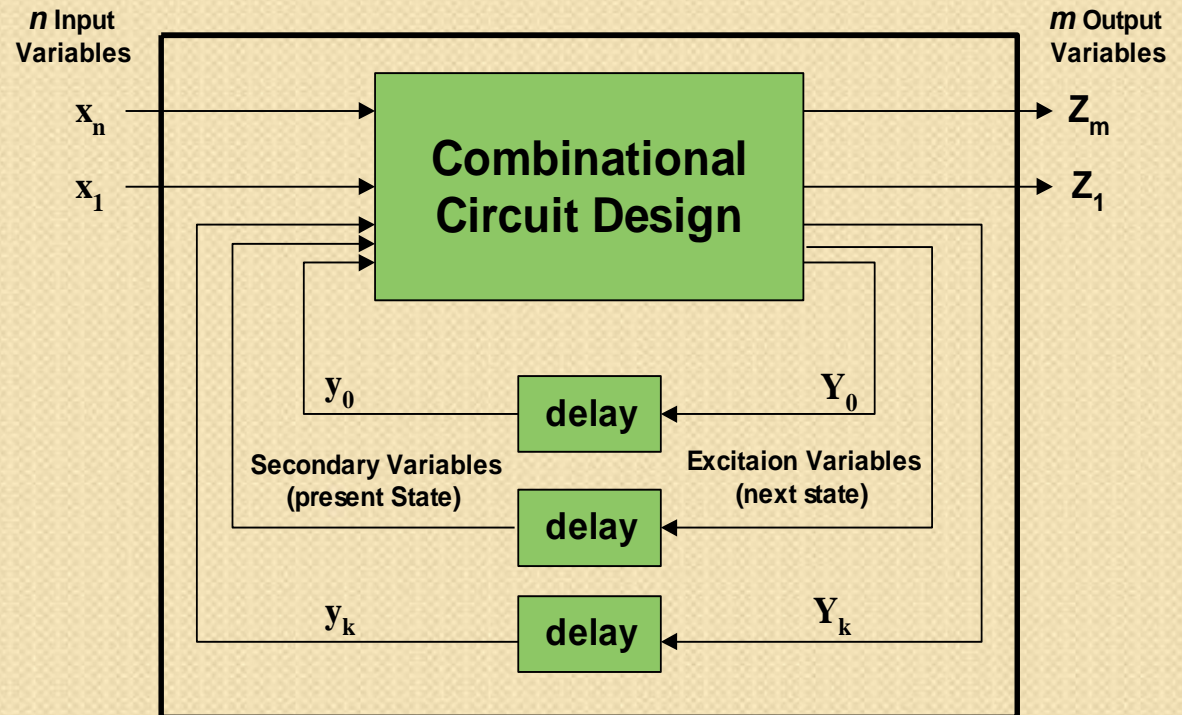 n Input
Variables
m Output
Variables
xₙ
x₁
Combinational
Circuit Design
Zₘ
Z₁
y₀
delay
Y₀
Secondary Variables
(present State)
Excitaion Variables
(next state)
delay
yₖ
delay
Yₖ